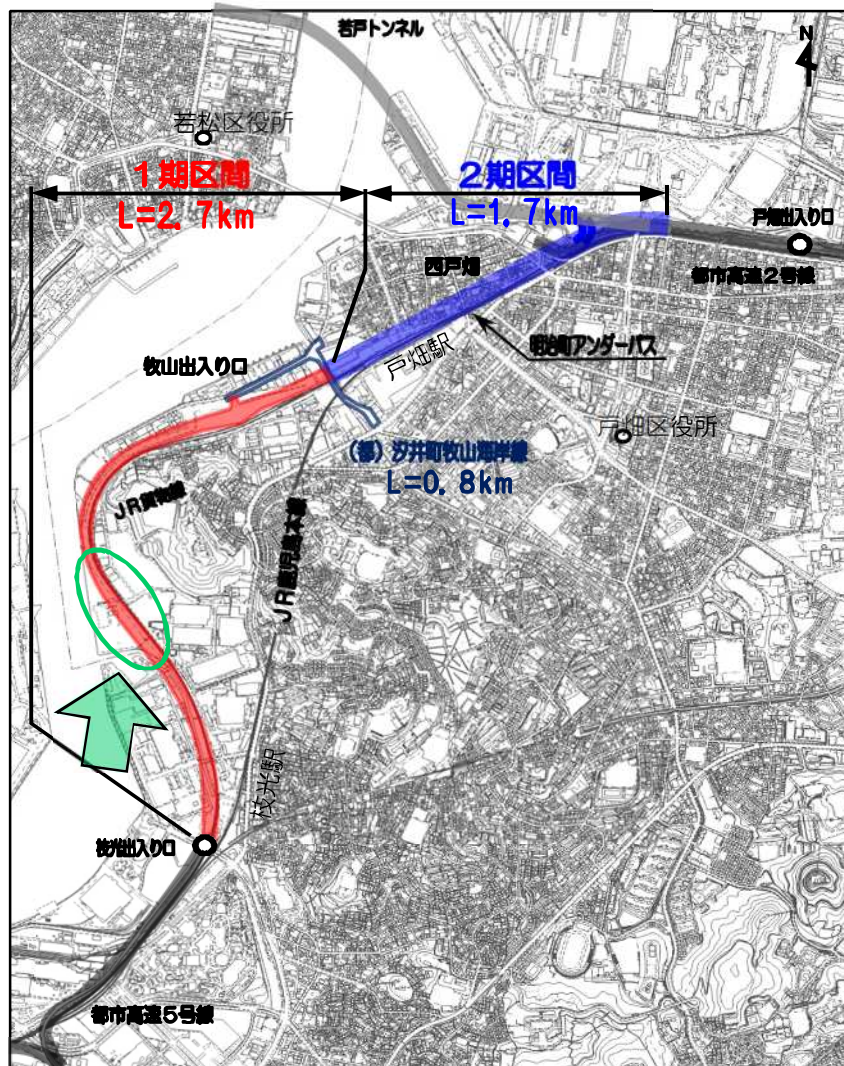 若戸トンネル
N
若松区役所
1期区間
L=2.7km
2期区間
L=1.7km
戸畑出入り口
都市高速2号線
西戸畑
明治町アンダーパス
戸畑駅
牧山出入り口
戸畑区役所
(都)汐井町牧山海岸線
L=0.8km
JR貨物線
JR鹿児島本線
枝光駅
枝光出入り口
都市高速5号線